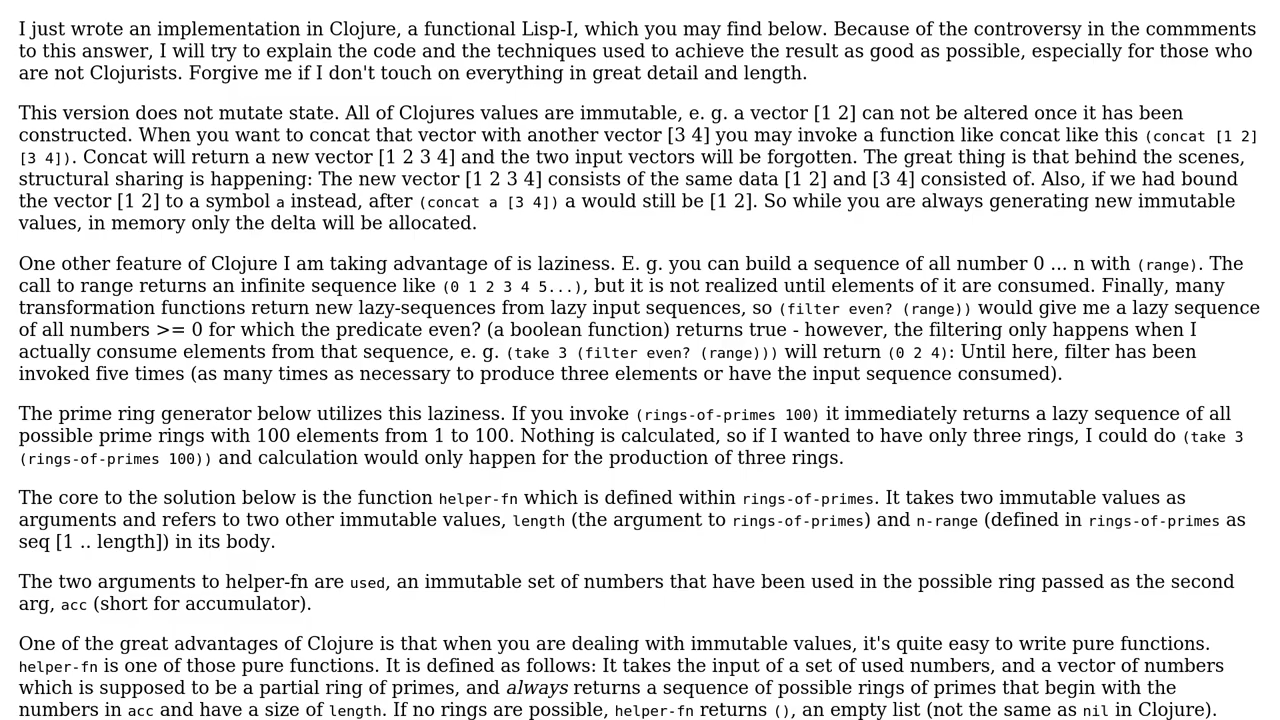 I just wrote an implementation in Clojure, a functional Lisp-I, which you may find below. Because of the controversy in the commments
to this answer, I will try to explain the code and the techniques used to achieve the result as good as possible, especially for those who
are not Clojurists. Forgive me if I don't touch on everything in great detail and length.
This version does not mutate state. All of Clojures values are immutable, e. g. a vector [1 2] can not be altered once it has been
constructed. When you want to concat that vector with another vector [3 4] you may invoke a function like concat like this (concat [1 2]
[3 4]). Concat will return a new vector [1 2 3 4] and the two input vectors will be forgotten. The great thing is that behind the scenes,
structural sharing is happening: The new vector [1 2 3 4] consists of the same data [1 2] and [3 4] consisted of. Also, if we had bound
the vector [1 2] to a symbol a instead, after (concat a [3 4]) a would still be [1 2]. So while you are always generating new immutable
values, in memory only the delta will be allocated.
One other feature of Clojure I am taking advantage of is laziness. E. g. you can build a sequence of all number 0 ... n with (range). The
call to range returns an infinite sequence like (0 1 2 3 4 5...), but it is not realized until elements of it are consumed. Finally, many
transformation functions return new lazy-sequences from lazy input sequences, so (filter even? (range)) would give me a lazy sequence
of all numbers >= 0 for which the predicate even? (a boolean function) returns true - however, the filtering only happens when I
actually consume elements from that sequence, e. g. (take 3 (filter even? (range))) will return (0 2 4): Until here, filter has been
invoked five times (as many times as necessary to produce three elements or have the input sequence consumed).
The prime ring generator below utilizes this laziness. If you invoke (rings-of-primes 100) it immediately returns a lazy sequence of all
possible prime rings with 100 elements from 1 to 100. Nothing is calculated, so if I wanted to have only three rings, I could do (take 3
(rings-of-primes 100)) and calculation would only happen for the production of three rings.
The core to the solution below is the function helper-fn which is defined within rings-of-primes. It takes two immutable values as
arguments and refers to two other immutable values, length (the argument to rings-of-primes) and n-range (defined in rings-of-primes as
seq [1 .. length]) in its body.
The two arguments to helper-fn are used, an immutable set of numbers that have been used in the possible ring passed as the second
arg, acc (short for accumulator).
One of the great advantages of Clojure is that when you are dealing with immutable values, it's quite easy to write pure functions.
helper-fn is one of those pure functions. It is defined as follows: It takes the input of a set of used numbers, and a vector of numbers
which is supposed to be a partial ring of primes, and always returns a sequence of possible rings of primes that begin with the
numbers in acc and have a size of length. If no rings are possible, helper-fn returns (), an empty list (not the same as nil in Clojure).